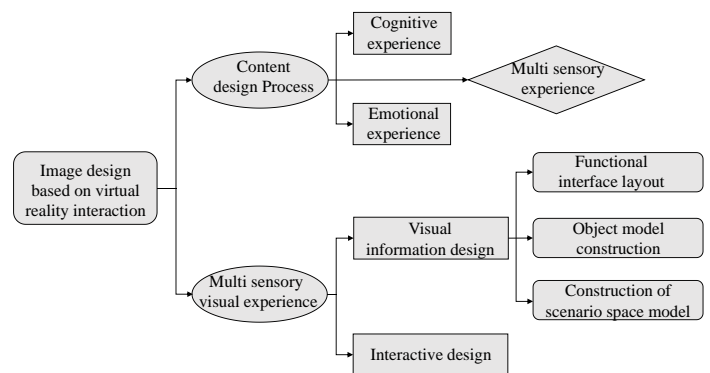 Cognitive
experience
Content
design Process
Multi sensory
experience
Emotional
experience
Image design
based on virtual
reality interaction
Functional
interface layout
Visual
information design
Object model
construction
Multi sensory
visual experience
Construction of
scenario space model
Interactive design